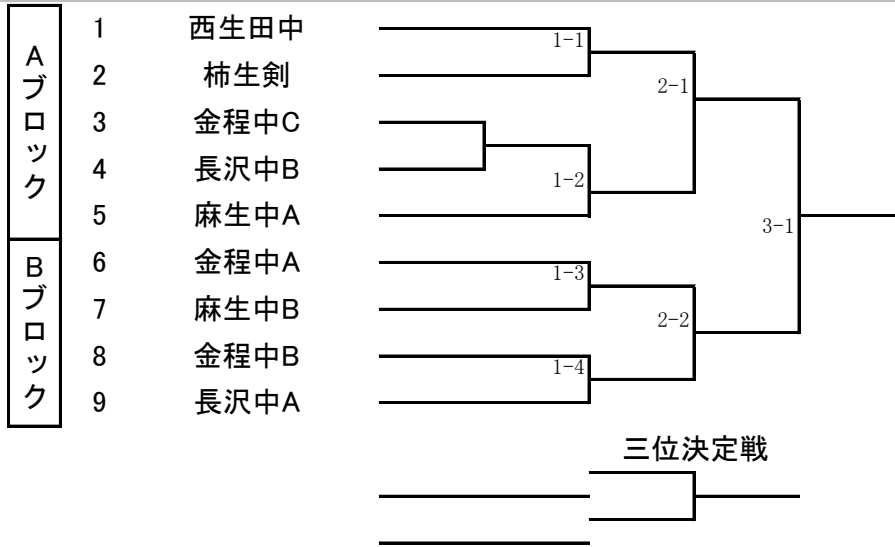 Aブロック
1 西生田中
2 柿生剣
3 金程中C
4 長沢中B
5 麻生中A
Bブロック
6 金程中A
7 麻生中B
8 金程中B
9 長沢中A
1-1
2-1
1-2
3-1
1-3
2-2
1-4
三位決定戦